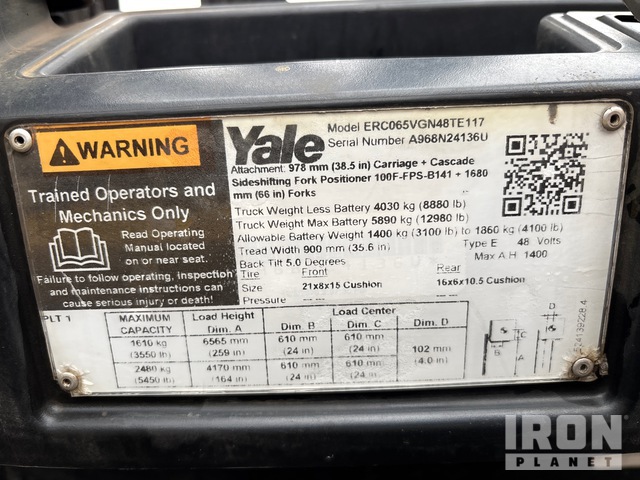 WARNING
Trained Operators and
Mechanics Only
Read Operating
Manual located
on or near seat.
Failure to follow operating, inspection
and maintenance instructions can
cause serious injury or death!
Yale
Model ERC065VGN48TE117
Serial Number A968N24136U
Attachment: 978 mm (38.5 in) Carriage + Cascade
Sideshifting Fork Positioner 100F-FPS-B141 + 1680
mm (66 in) Forks
Truck Weight Less Battery 4030 kg (8880 lb)
Truck Weight Max Battery 5890 kg (12980 lb)
Allowable Battery Weight 1400 kg (3100 lb) to 1860 kg (4100 lb)
Tread Width 900 mm (35.6 in) Type E 48 Volts
Back Tilt 5.0 Degrees Max A.H 1400
Tire Front Rear
Size 21x8x15 Cushion 16x6x10.5 Cushion
Pressure --- ---
PLT 1
MAXIMUM Load Height Load Center
CAPACITY Dim. A Dim. B Dim. C Dim. D
1610 kg 6565 mm 610 mm 610 mm
(3550 lb) (259 in) (24 in) (24 in) 102 mm
2480 kg 4170 mm 610 mm 610 mm (4.0 in)
(5450 lb) (164 in) (24 in) (24 in)
D
C
B
A
524139228 4
IRON
PLANET